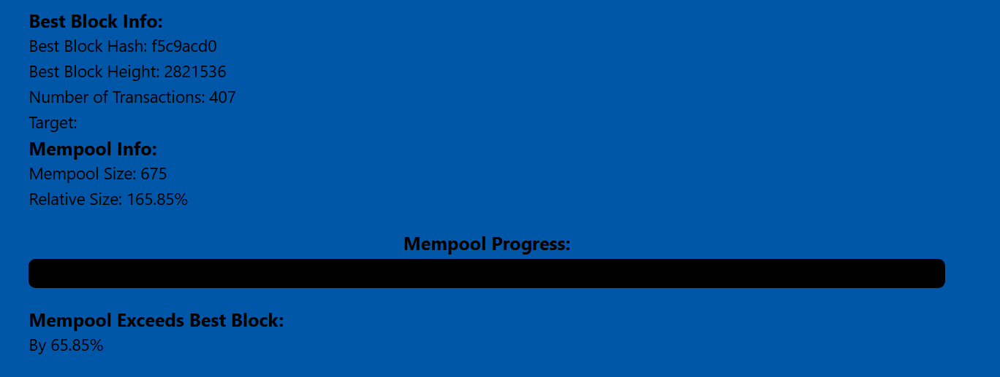 Best Block Info:
Best Block Hash: f5c9acd0
Best Block Height: 2821536
Number of Transactions: 407
Target:
Mempool Info:
Mempool Size: 675
Relative Size: 165.85%
Mempool Progress:
Mempool Exceeds Best Block:
By 65.85%